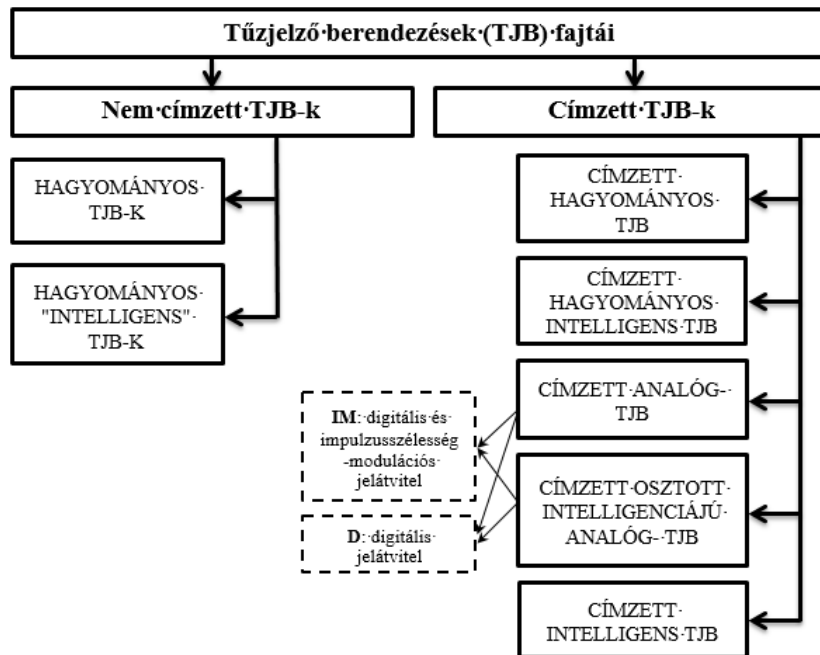 Tűzjelző·berendezések·(TJB)·fajtái
Nem·címzett·TJB-k
Címzett·TJB-k
HAGYOMÁNYOS·
TJB-K
HAGYOMÁNYOS·
"INTELLIGENS"·
TJB-K
CÍMZETT·
HAGYOMÁNYOS·
TJB
CÍMZETT·
HAGYOMÁNYOS·
INTELLIGENS·TJB
CÍMZETT·ANALÓG-·
TJB
CÍMZETT·OSZTOTT·
INTELLIGENCIÁJÚ·
ANALÓG-·TJB
CÍMZETT·
INTELLIGENS·TJB
IM:·digitális·és·
impulzusszélesség
-modulációs·
jelátvitel
D:·digitális·
jelátvitel